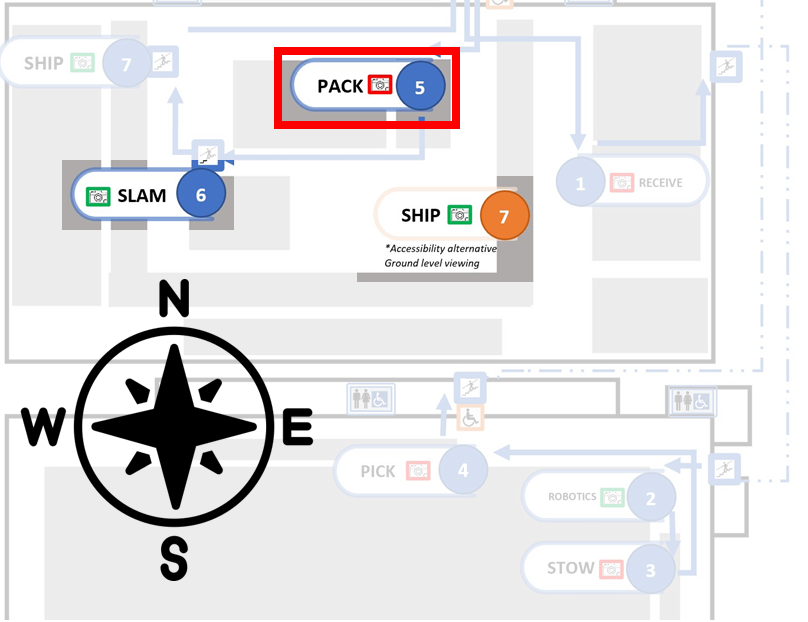 SHIP 7
PACK 5
SLAM 6
1 RECEIVE
SHIP 7
*Accessibility alternative
Ground level viewing
N
W E
S
PICK 4
ROBOTICS 2
STOW 3